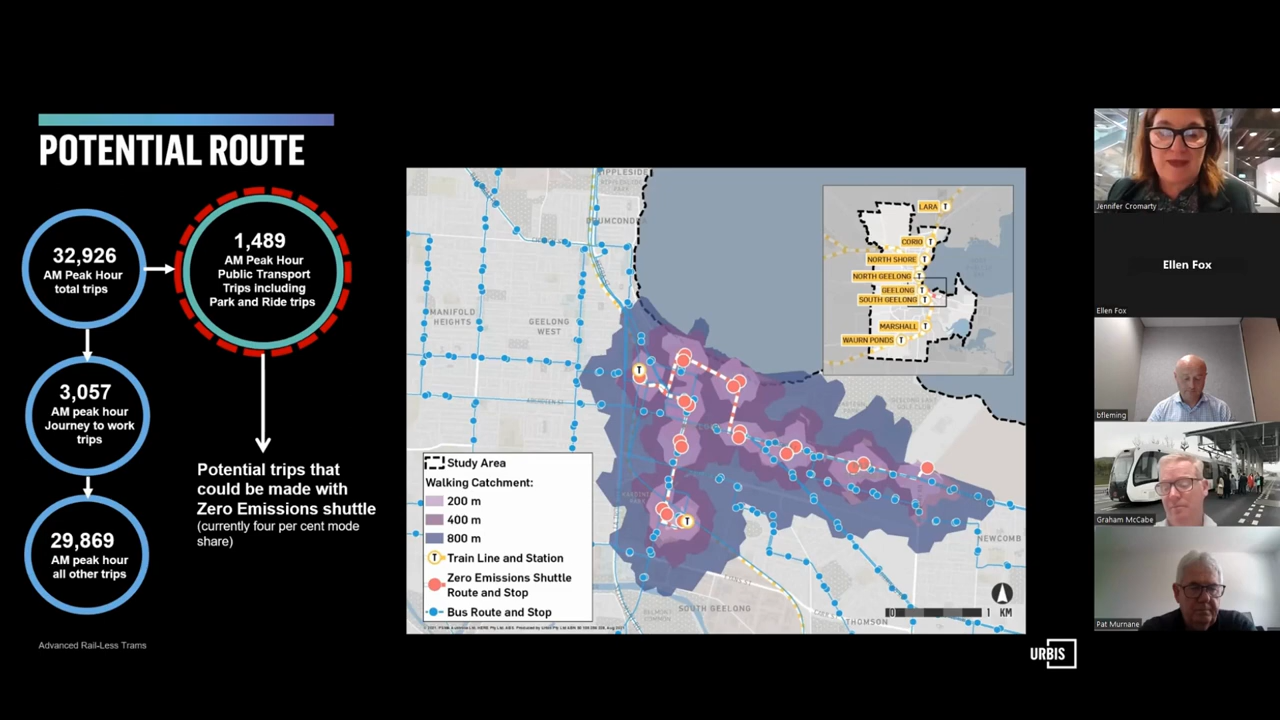 POTENTIAL ROUTE
32,926
AM Peak Hour
total trips
1,489
AM Peak Hour
Public Transport
Trips including
Park and Ride trips
3,057
AM peak hour
Journey to work
trips
29,869
AM peak hour
all other trips
Potential trips that
could be made with
Zero Emissions shuttle
(currently four per cent mode
share)
Advanced Rail-Less Trams
MANIFOLD
HEIGHTS
GEELONG
WEST
SOUTH GEELONG
THOMSON
NEWCOMB
LARA
CORIO
NORTH SHORE
NORTH GEELONG
GEELONG
SOUTH GEELONG
MARSHALL
WAURN PONDS
Study Area
Walking Catchment:
200 m
400 m
800 m
T Train Line and Station
Zero Emissions Shuttle
Route and Stop
Bus Route and Stop
0 1 KM
URBIS
Jennifer Cromarty
Ellen Fox
Ellen Fox
bfleming
Graham McCabe
Pat Murnane